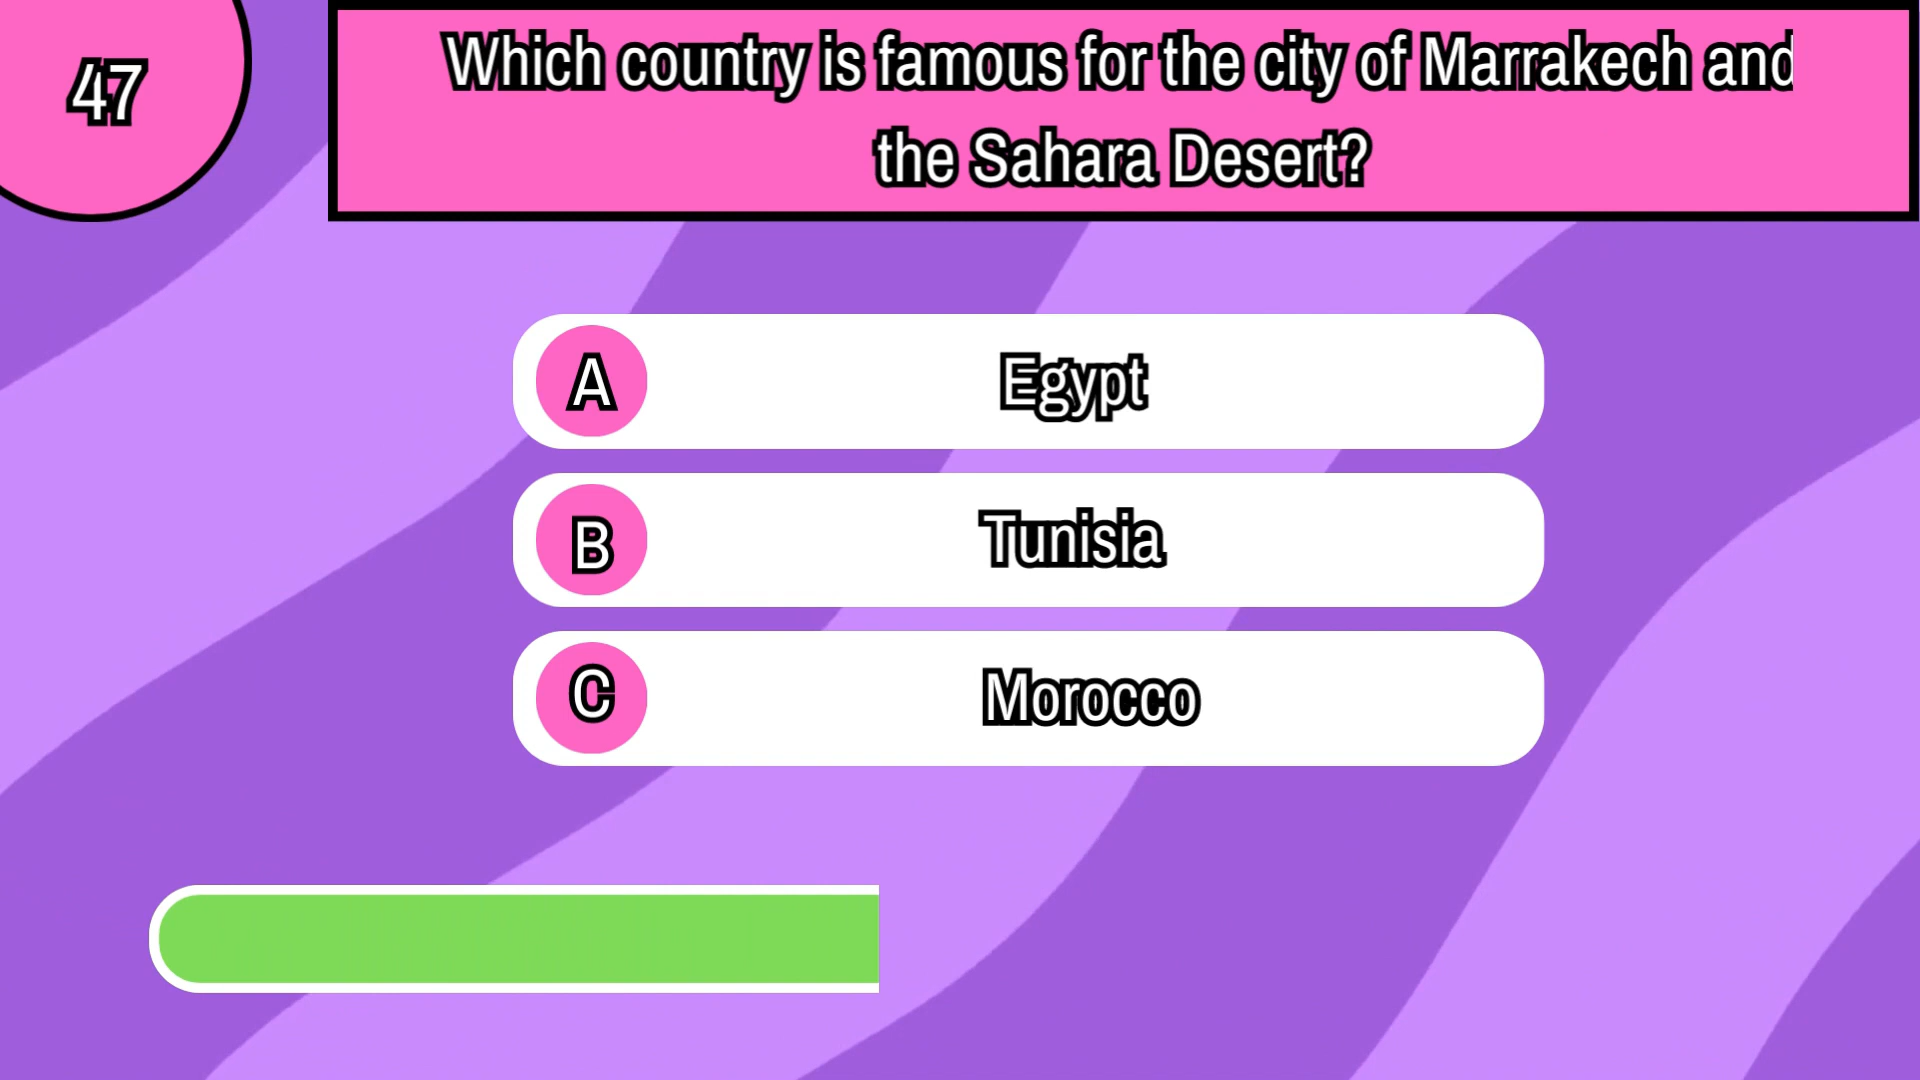 47
Which country is famous for the city of Marrakech and
the Sahara Desert?
A Egypt
B Tunisia
C Morocco